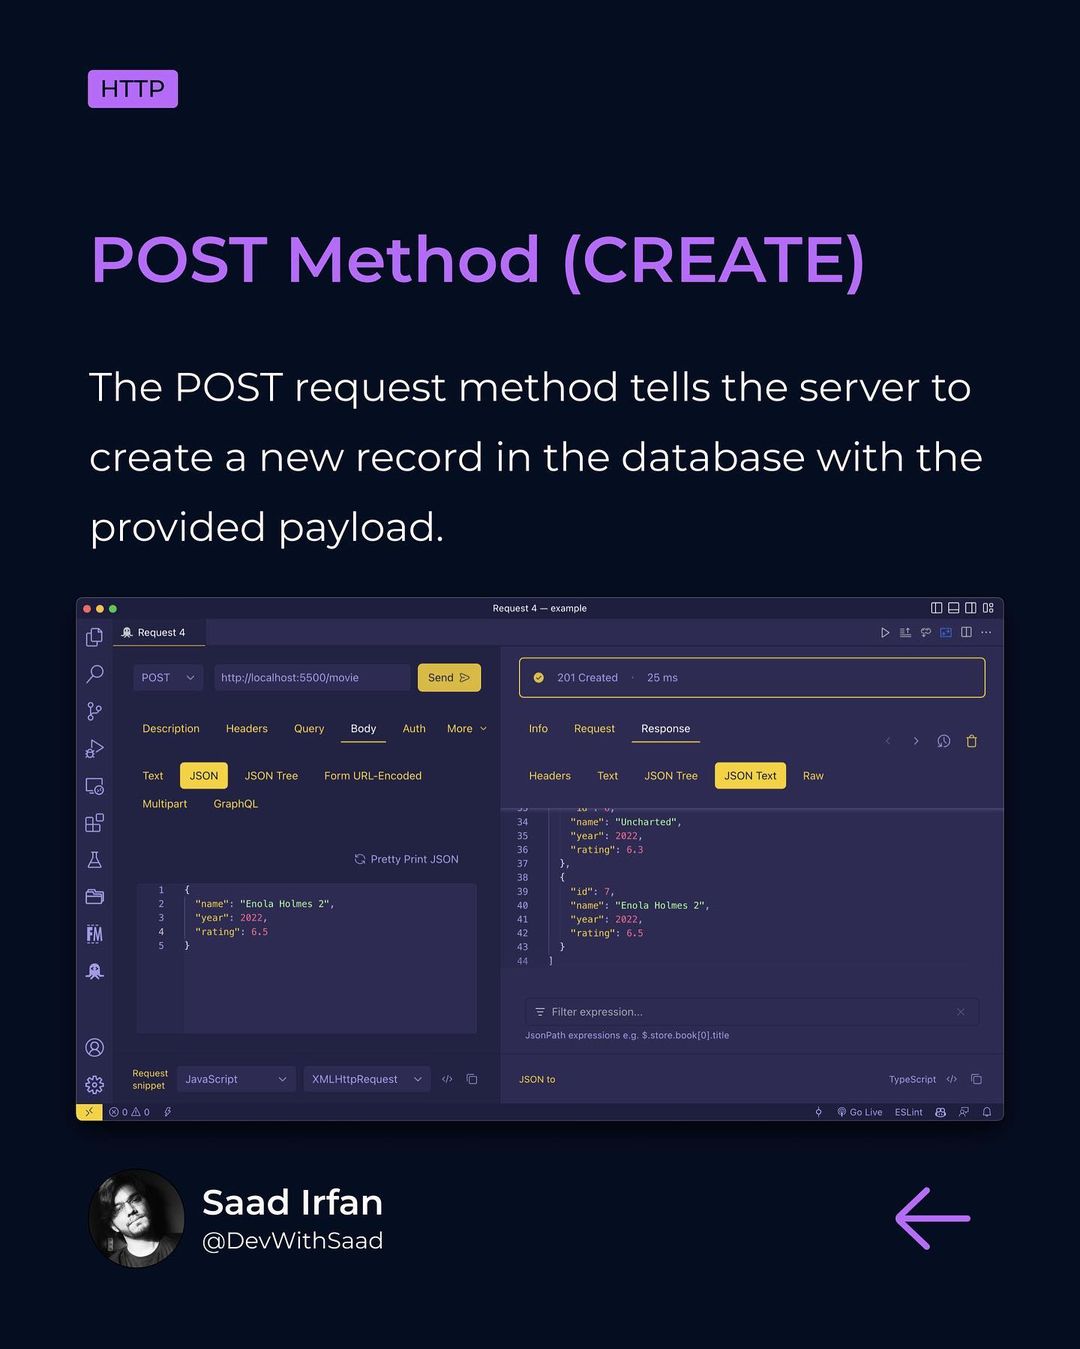 HTTP
POST Method (CREATE)
The POST request method tells the server to
create a new record in the database with the
provided payload.
Request 4 — example
Request 4
POST
http://localhost:5500/movie
Send
Description Headers Query Body Auth More
Text JSON JSON Tree Form URL-Encoded
Multipart GraphQL
Pretty Print JSON
1 {
2 "name": "Enola Holmes 2",
3 "year": 2022,
4 "rating": 6.5
5 }
Request
snippet
JavaScript
XMLHttpRequest
201 Created · 25 ms
Info Request Response
Headers Text JSON Tree JSON Text Raw
34 "name": "Uncharted",
35 "year": 2022,
36 "rating": 6.3
37 },
38 {
39 "id": 7,
40 "name": "Enola Holmes 2",
41 "year": 2022,
42 "rating": 6.5
43 }
44 ]
Filter expression...
JsonPath expressions e.g. $.store.book[0].title
JSON to
TypeScript
FM
0 0
Go Live ESLint
Saad Irfan
@DevWithSaad